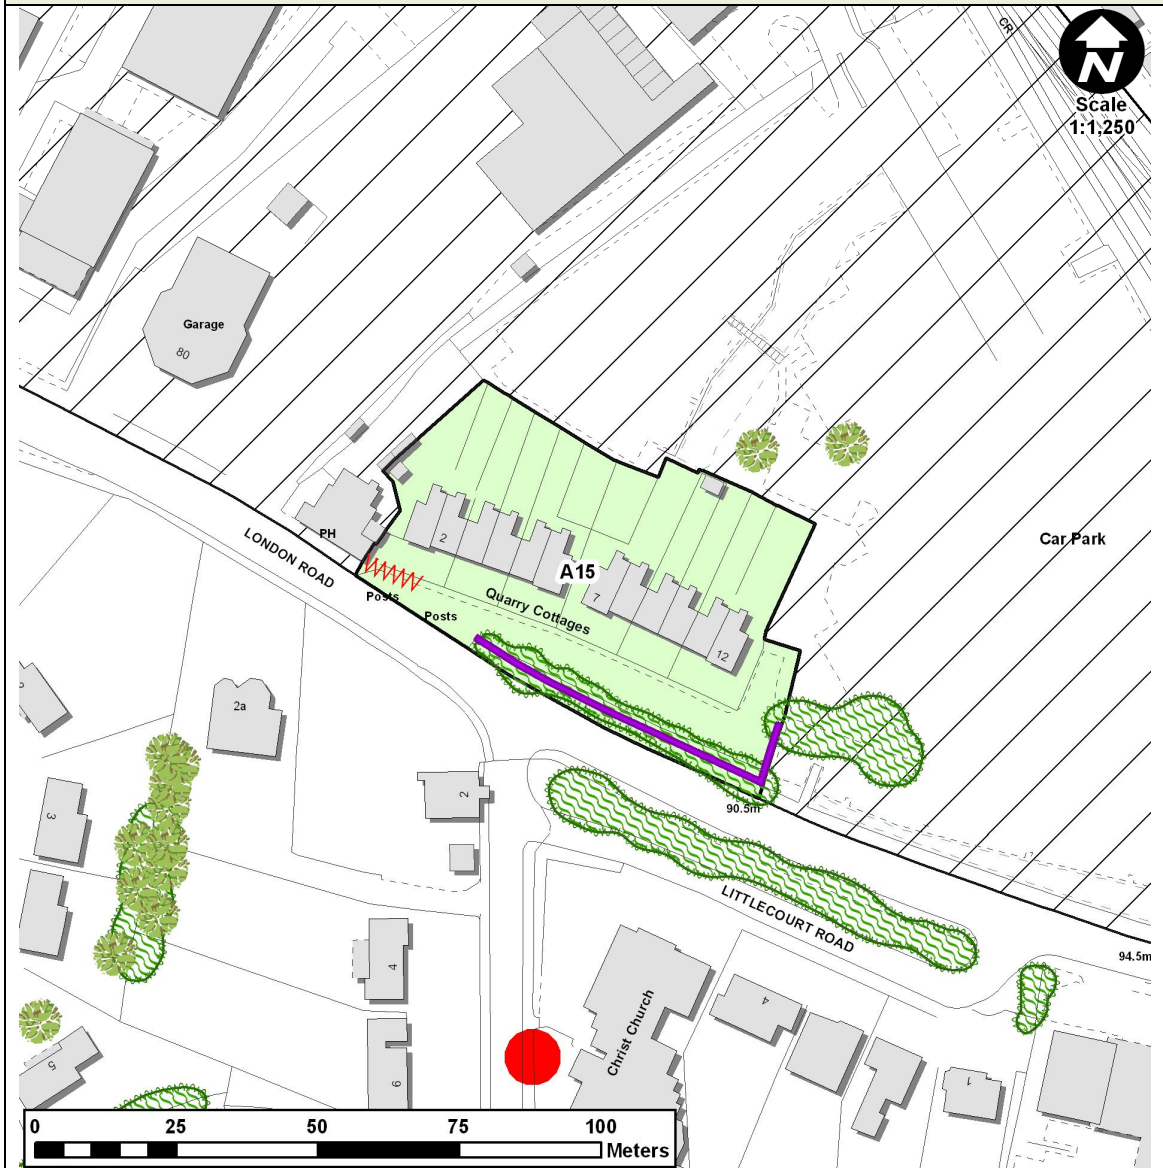 CR
N
Scale
1:1,250
Garage
80
PH
LONDON ROAD
Posts
Posts
2
A15
Quarry Cottages
7
12
Car Park
2a
2
3
90.5m
LITTLECOURT ROAD
94.5m
4
Christ Church
4
5
6
1
0 25 50 75 100
Meters